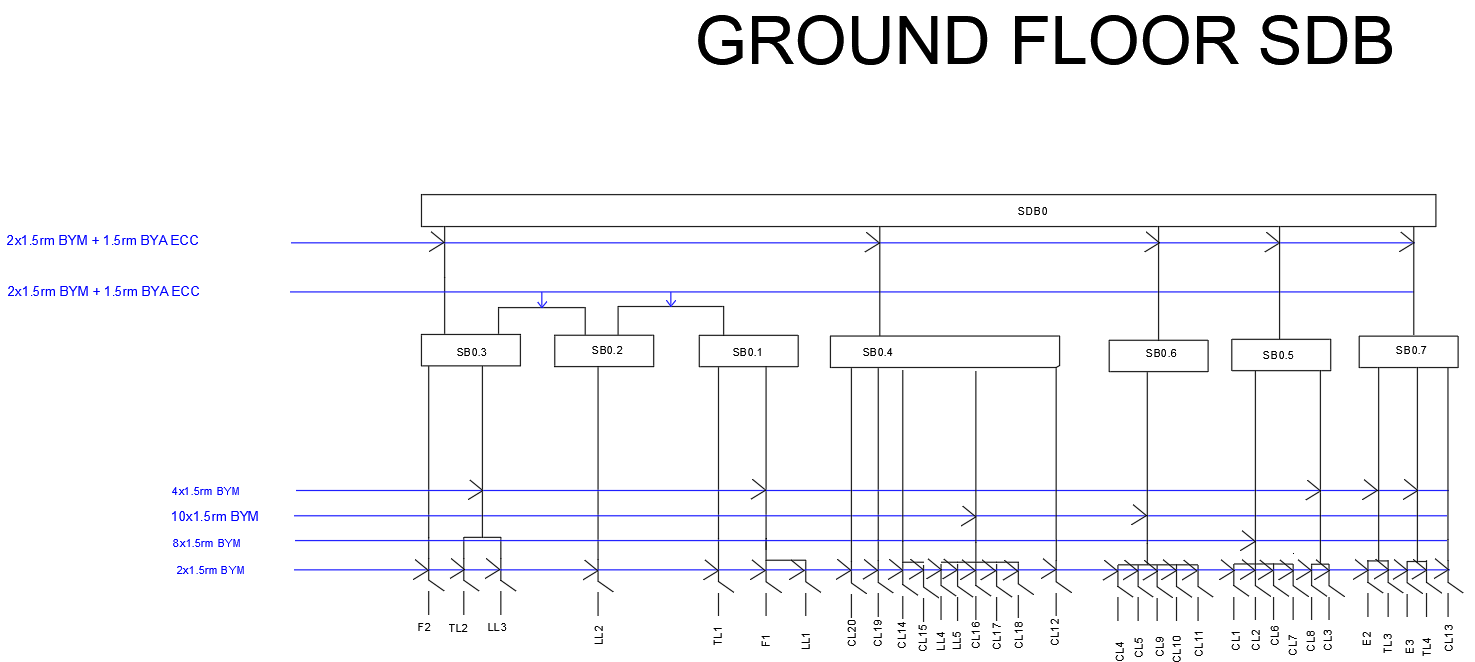 GROUND FLOOR SDB
SDB0
2x1.5rm BYM + 1.5rm BYA ECC
2x1.5rm BYM + 1.5rm BYA ECC
SB0.3
SB0.2
SB0.1
SB0.4
SB0.6
SB0.5
SB0.7
4x1.5rm BYM
10x1.5rm BYM
8x1.5rm BYM
2x1.5rm BYM
F2
TL2
LL3
LL2
TL1
F1
LL1
CL20
CL19
CL14
CL15
LL4
LL5
CL16
CL17
CL18
CL12
CL4
CL5
CL9
CL10
CL11
CL1
CL2
CL6
CL7
CL8
CL3
E2
TL3
E3
TL4
CL13